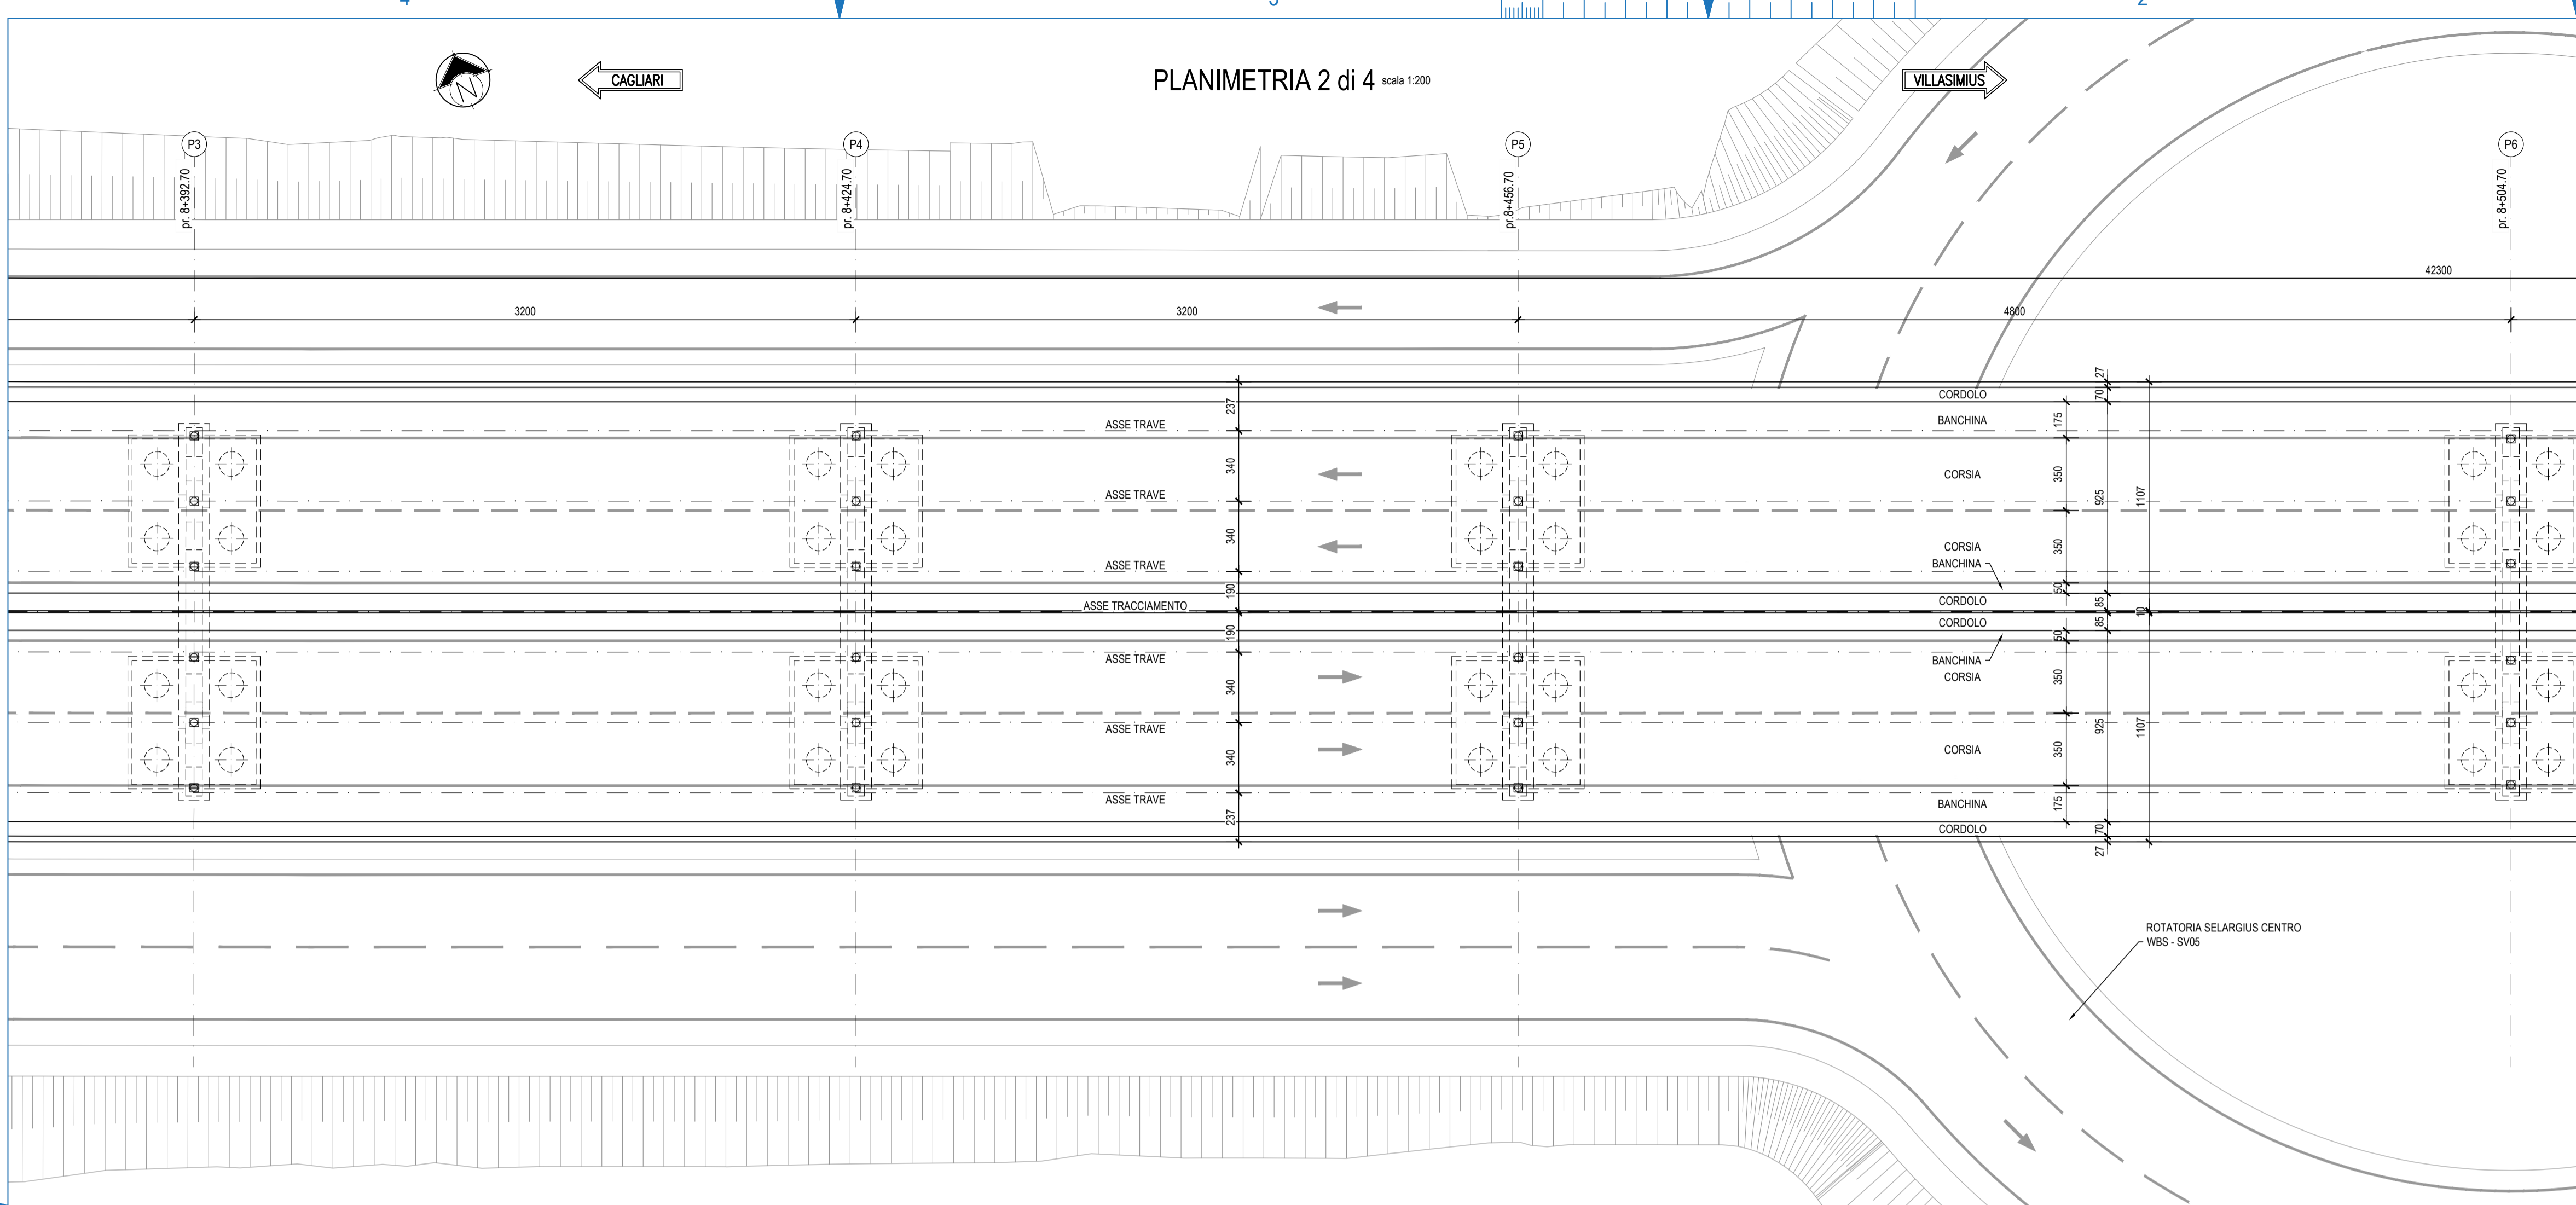 4
3
2
N
CAGLIARI
PLANIMETRIA 2 di 4 scala 1:200
VILLASIMIUS
P3
P4
P5
P6
pr. 8+392.70
pr. 8+424.70
pr.8+456.70
pr. 8+504.70
42300
3200
3200
4800
27
70
CORDOLO
237
175
ASSE TRAVE
BANCHINA
340
350
CORSIA
925
1107
ASSE TRAVE
340
350
CORSIA
ASSE TRAVE
BANCHINA
190
50
CORDOLO
85
ASSE TRACCIAMENTO
10
CORDOLO
85
190
50
ASSE TRAVE
BANCHINA
CORSIA
340
350
925
1107
ASSE TRAVE
340
350
CORSIA
ASSE TRAVE
BANCHINA
237
175
CORDOLO
70
27
ROTATORIA SELARGIUS CENTRO
WBS - SV05